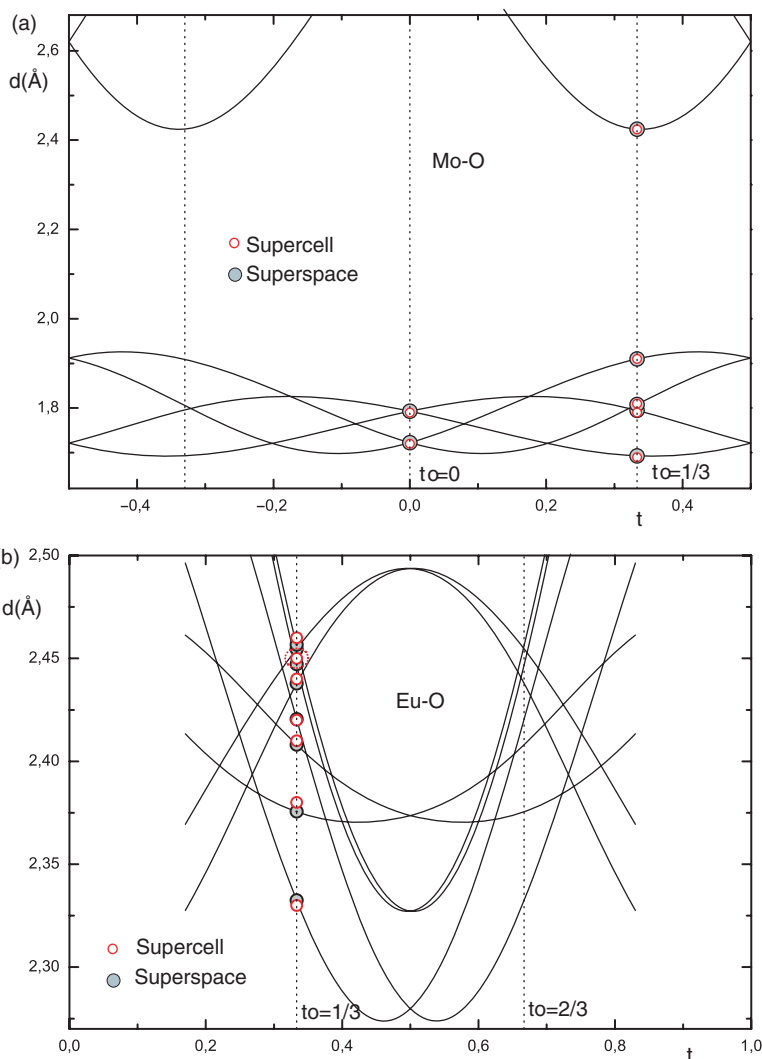 (a)
2,6
d(Å)
2,4
Mo-O
2,2
Supercell
Superspace
2,0
1,8
to=0
to=1/3
−0,4
−0,2
0,0
0,2
t
0,4
b)
2,50
d(Å)
2,45
Eu-O
2,40
2,35
Supercell
Superspace
2,30
to=1/3
to=2/3
0,0
0,2
0,4
0,6
0,8
t
1,0